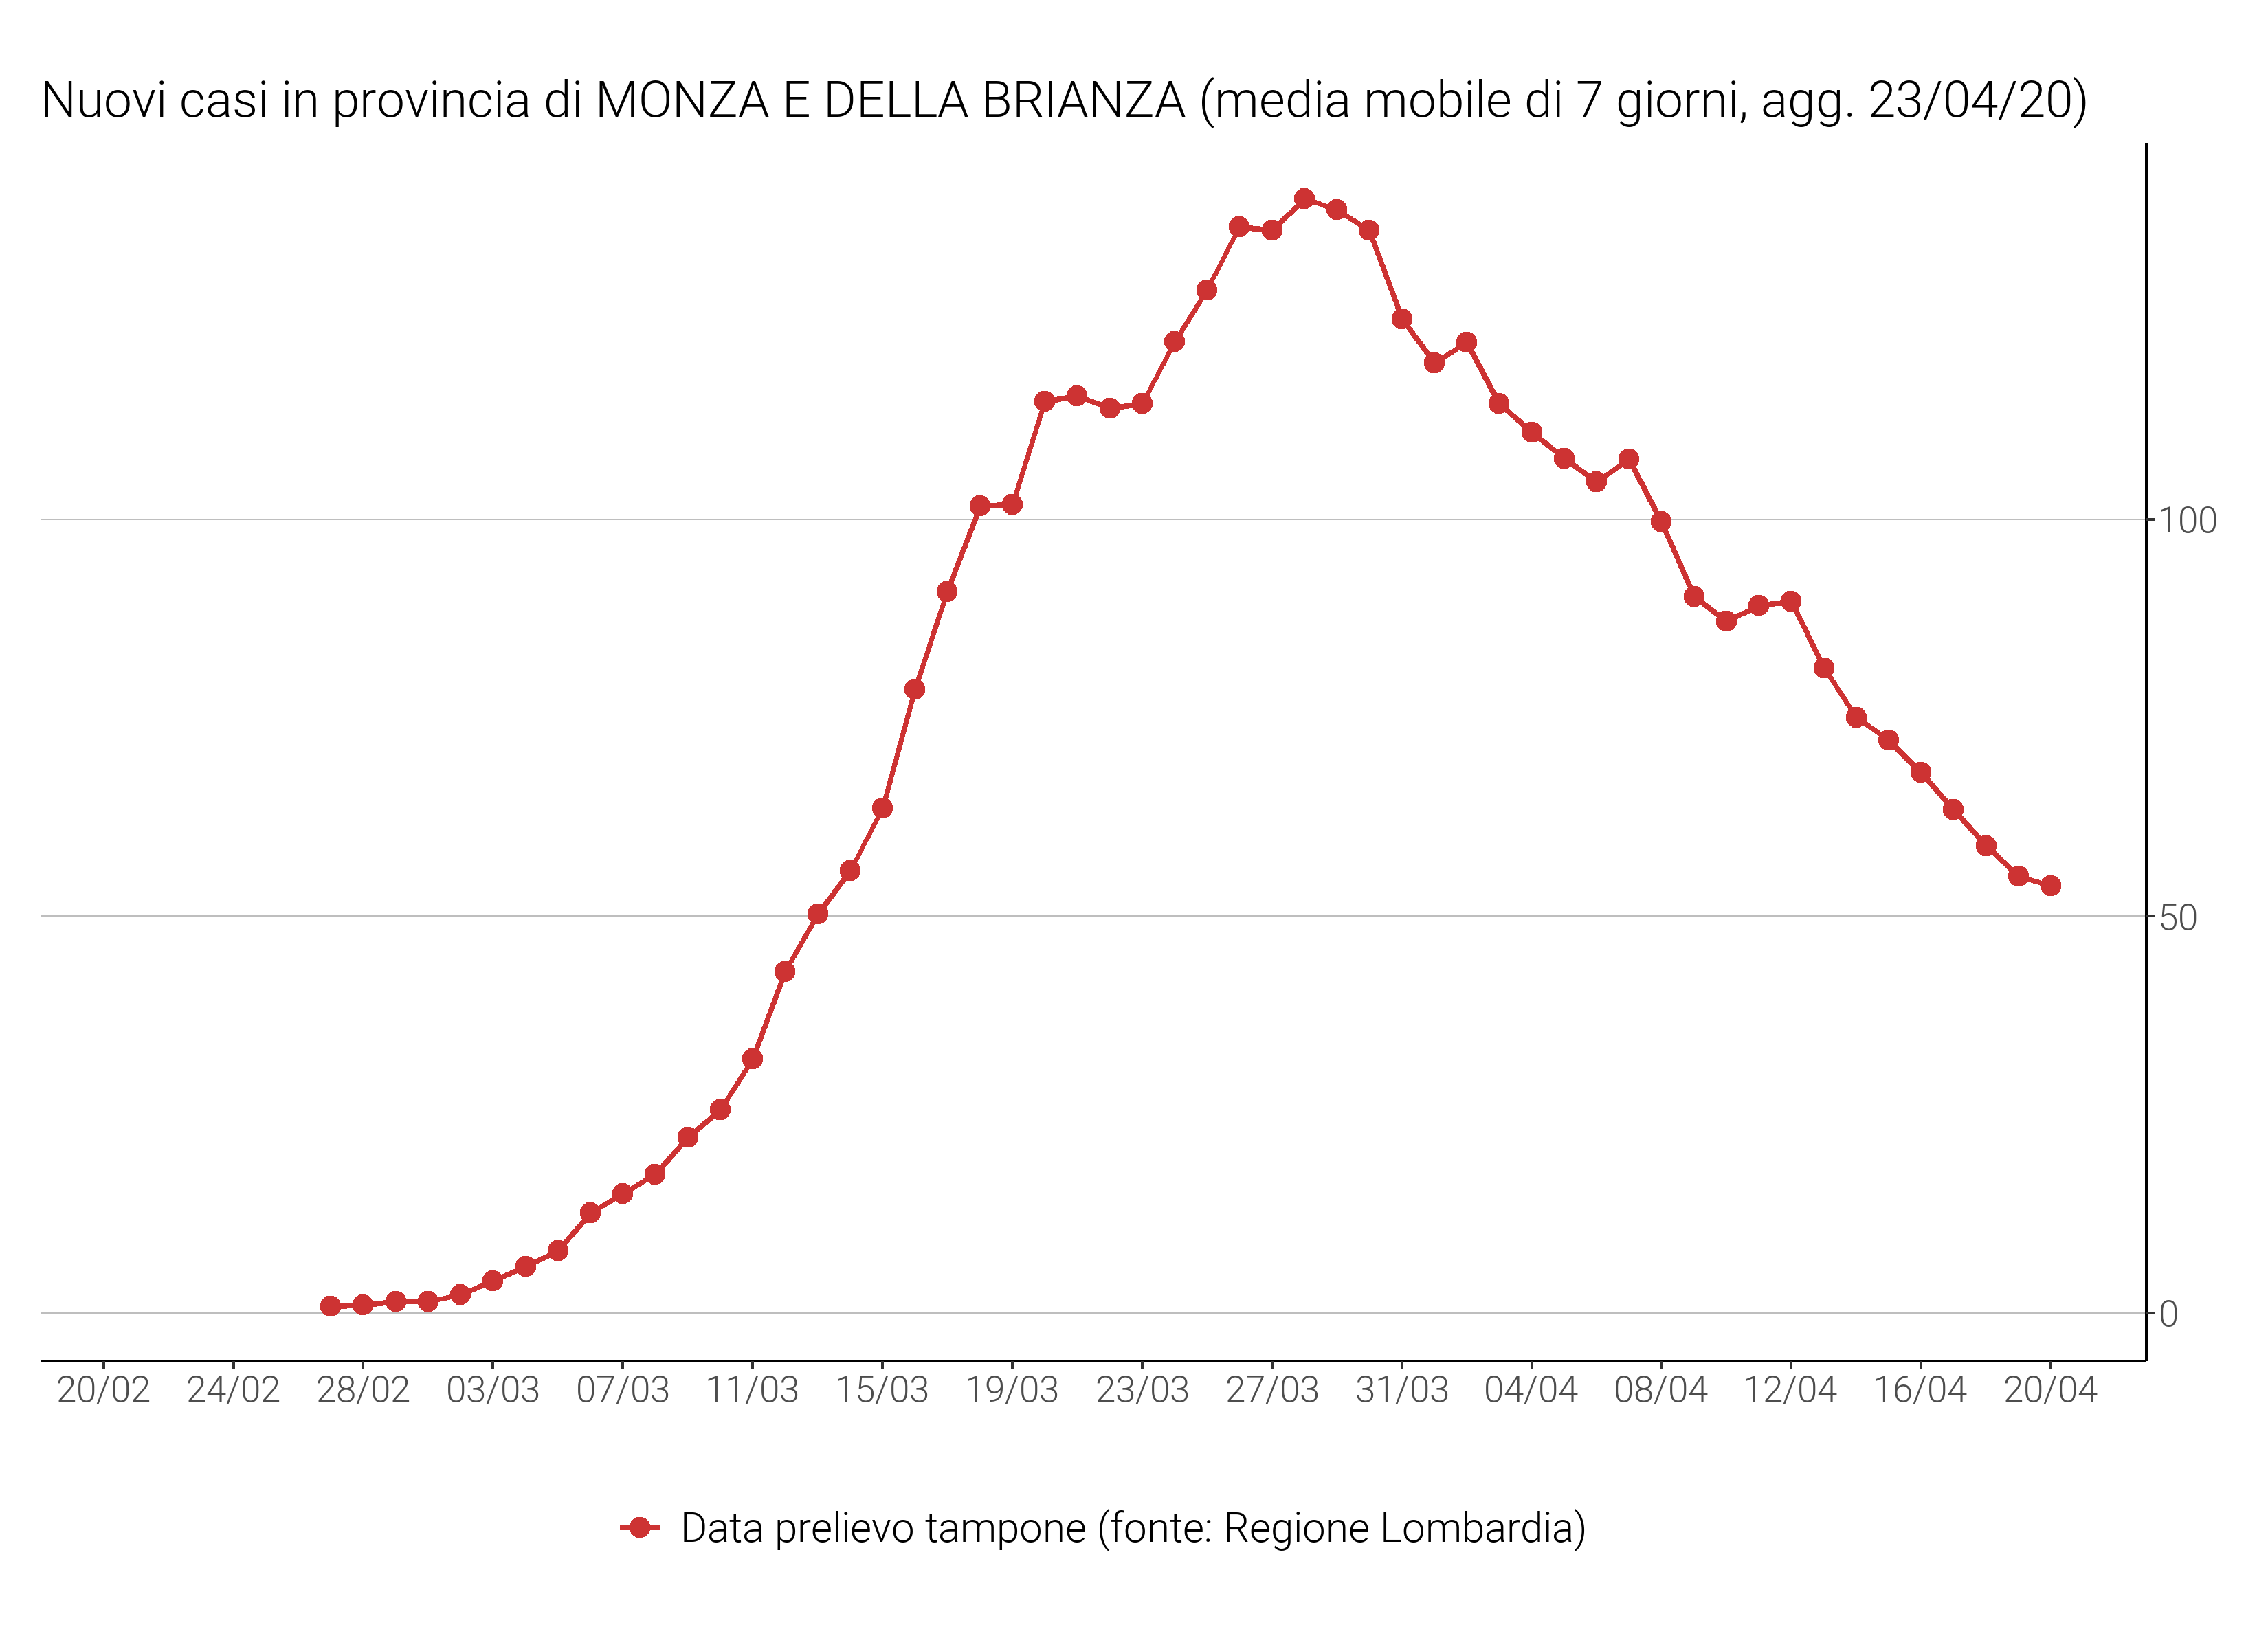 Nuovi casi in provincia di MONZA E DELLA BRIANZA (media mobile di 7 giorni, agg. 23/04/20)
100
50
0
20/02 24/02 28/02 03/03 07/03 11/03 15/03 19/03 23/03 27/03 31/03 04/04 08/04 12/04 16/04 20/04
Data prelievo tampone (fonte: Regione Lombardia)